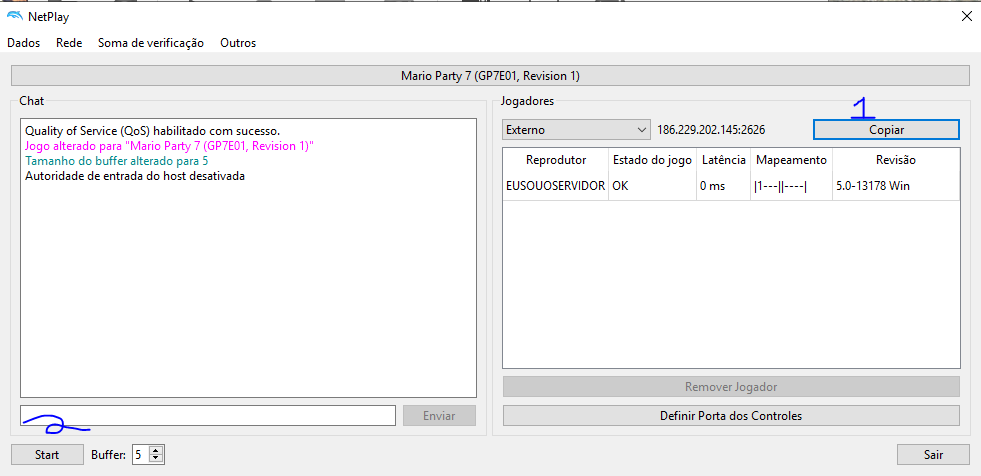 NetPlay
Dados Rede Soma de verificação Outros
Mario Party 7 (GP7E01, Revision 1)
Chat
Quality of Service (QoS) habilitado com sucesso.
Jogo alterado para "Mario Party 7 (GP7E01, Revision 1)"
Tamanho do buffer alterado para 5
Autoridade de entrada do host desativada
2
Enviar
Start Buffer: 5
Jogadores
1
Externo 186.229.202.145:2626 Copiar
Reprodutor Estado do jogo Latência Mapeamento Revisão
EUSOUOSERVIDOR OK 0 ms |1---||----| 5.0-13178 Win
Remover Jogador
Definir Porta dos Controles
Sair